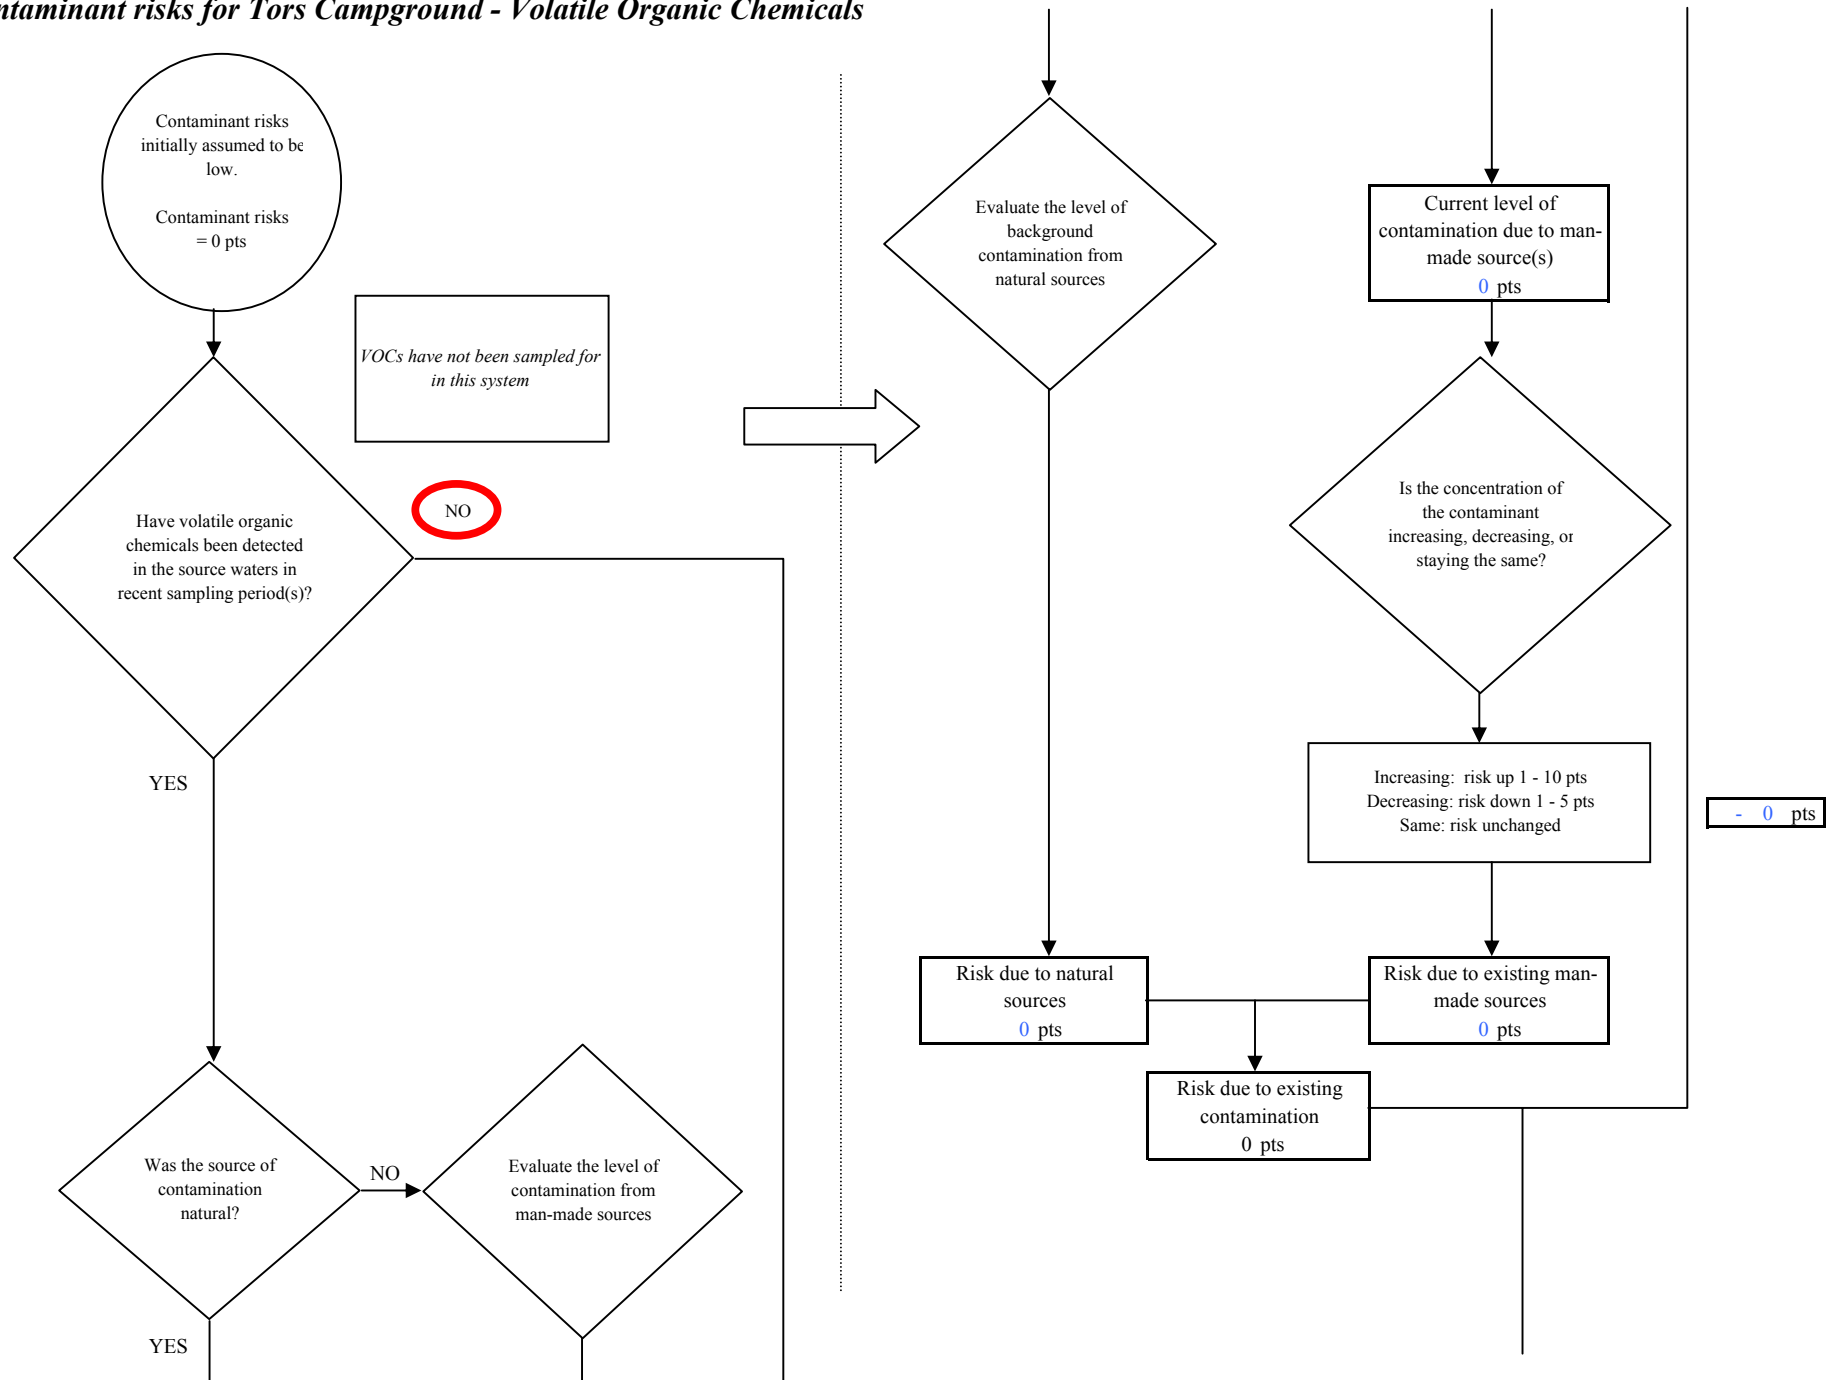 ntaminant risks for Tors Campground - Volatile Organic Chemicals
Contaminant risks
initially assumed to be
low.
Contaminant risks
= 0 pts
VOCs have not been sampled for
in this system
NO
Have volatile organic
chemicals been detected
in the source waters in
recent sampling period(s)?
YES
Was the source of
contamination
natural?
NO
Evaluate the level of
contamination from
man-made sources
YES
Evaluate the level of
background
contamination from
natural sources
Current level of
contamination due to man-
made source(s)
0 pts
Is the concentration of
the contaminant
increasing, decreasing, or
staying the same?
Increasing: risk up 1 - 10 pts
Decreasing: risk down 1 - 5 pts
Same: risk unchanged
- 0 pts
Risk due to natural
sources
0 pts
Risk due to existing man-
made sources
0 pts
Risk due to existing
contamination
0 pts